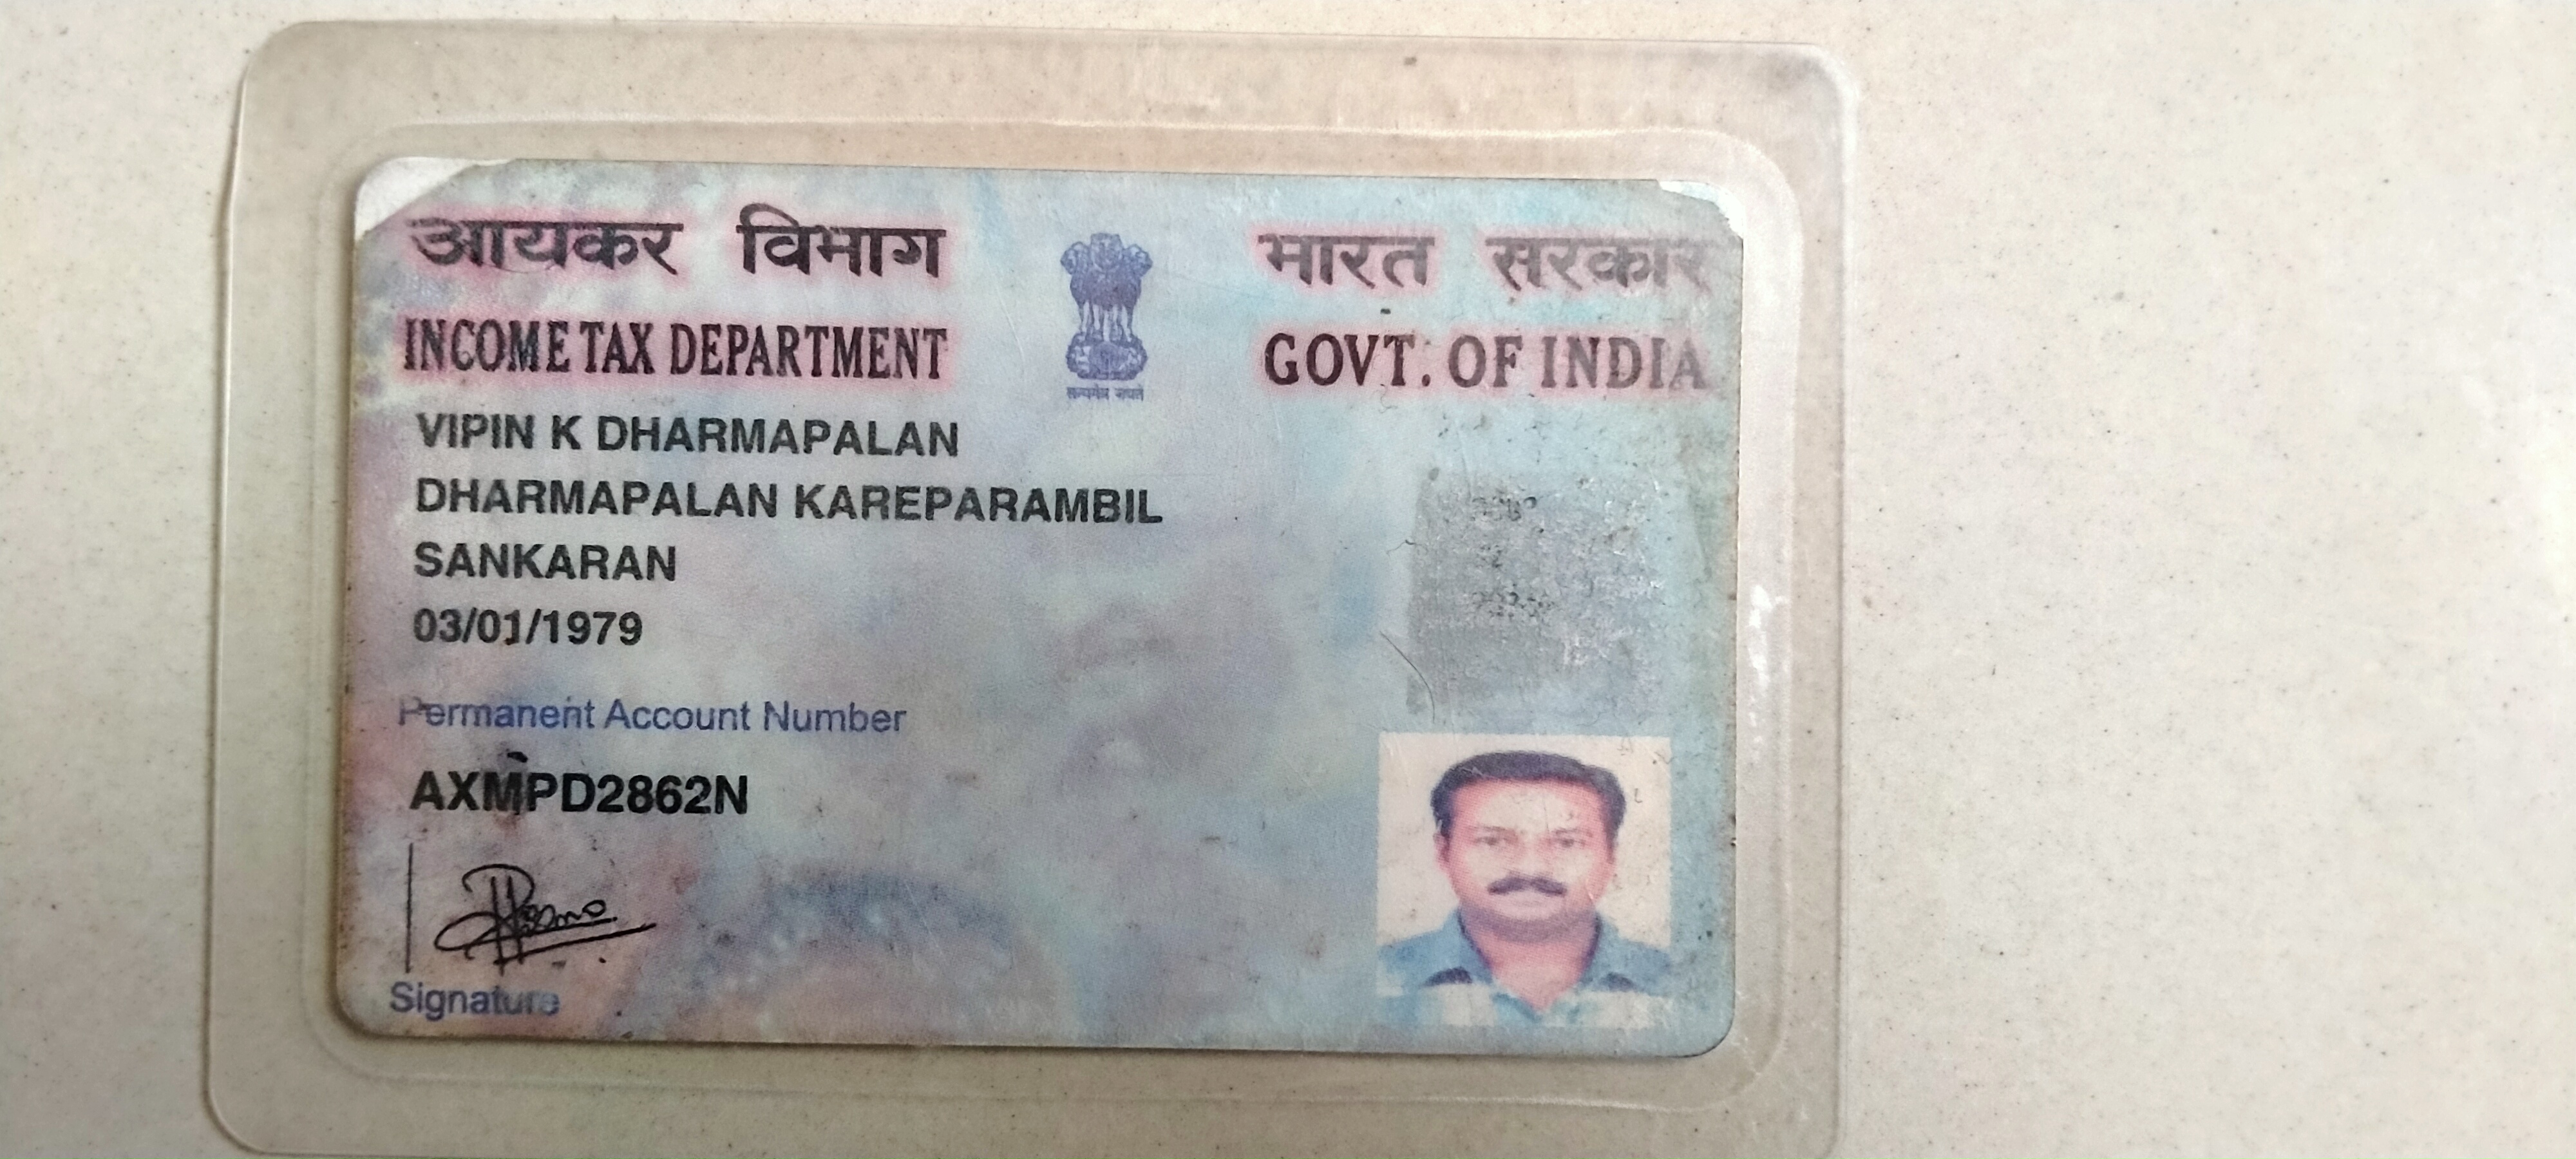 आयकर विभाग
भारत सरकार
INCOME TAX DEPARTMENT
GOVT. OF INDIA
सत्यमेव जयते
VIPIN K DHARMAPALAN
DHARMAPALAN KAREPARAMBIL
SANKARAN
03/01/1979
Permanent Account Number
AXMPD2862N
Signature